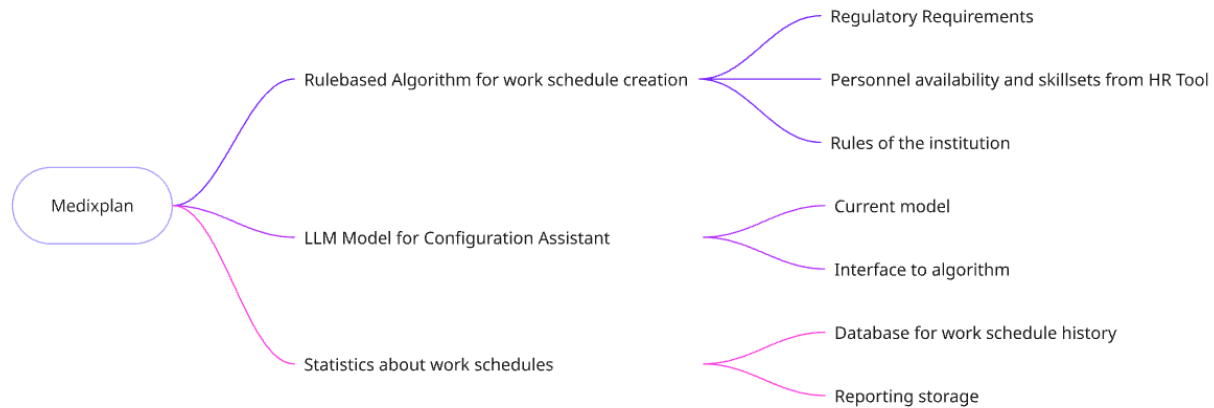 Medixplan
Rulebased Algorithm for work schedule creation
Regulatory Requirements
Personnel availability and skillsets from HR Tool
Rules of the institution
LLM Model for Configuration Assistant
Current model
Interface to algorithm
Statistics about work schedules
Database for work schedule history
Reporting storage